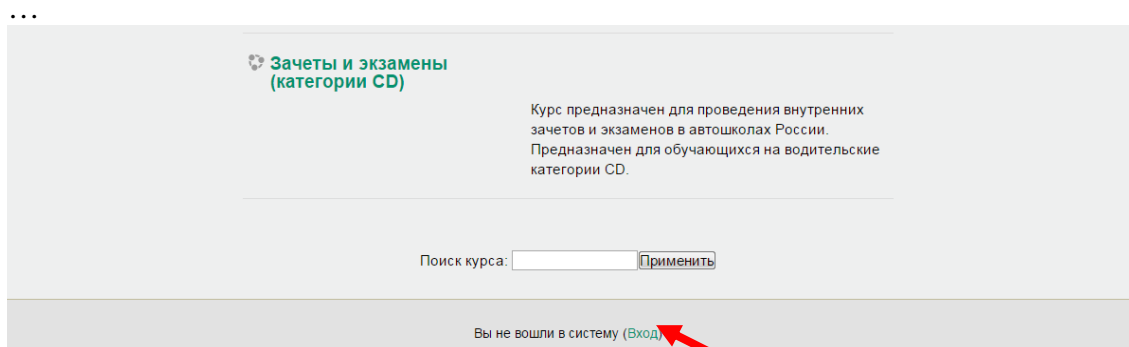 ...
Зачеты и экзамены
(категории CD)
Курс предназначен для проведения внутренних
зачетов и экзаменов в автошколах России.
Предназначен для обучающихся на водительские
категории CD.
Поиск курса: Применить
Вы не вошли в систему (Вход)